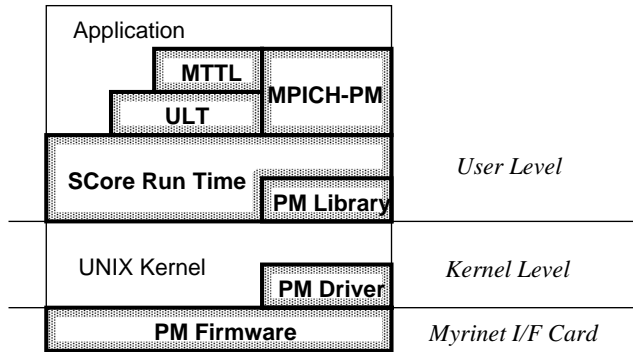 Application
MTTL
MPICH-PM
ULT
User Level
SCore Run Time
PM Library
UNIX Kernel
Kernel Level
PM Driver
PM Firmware
Myrinet I/F Card